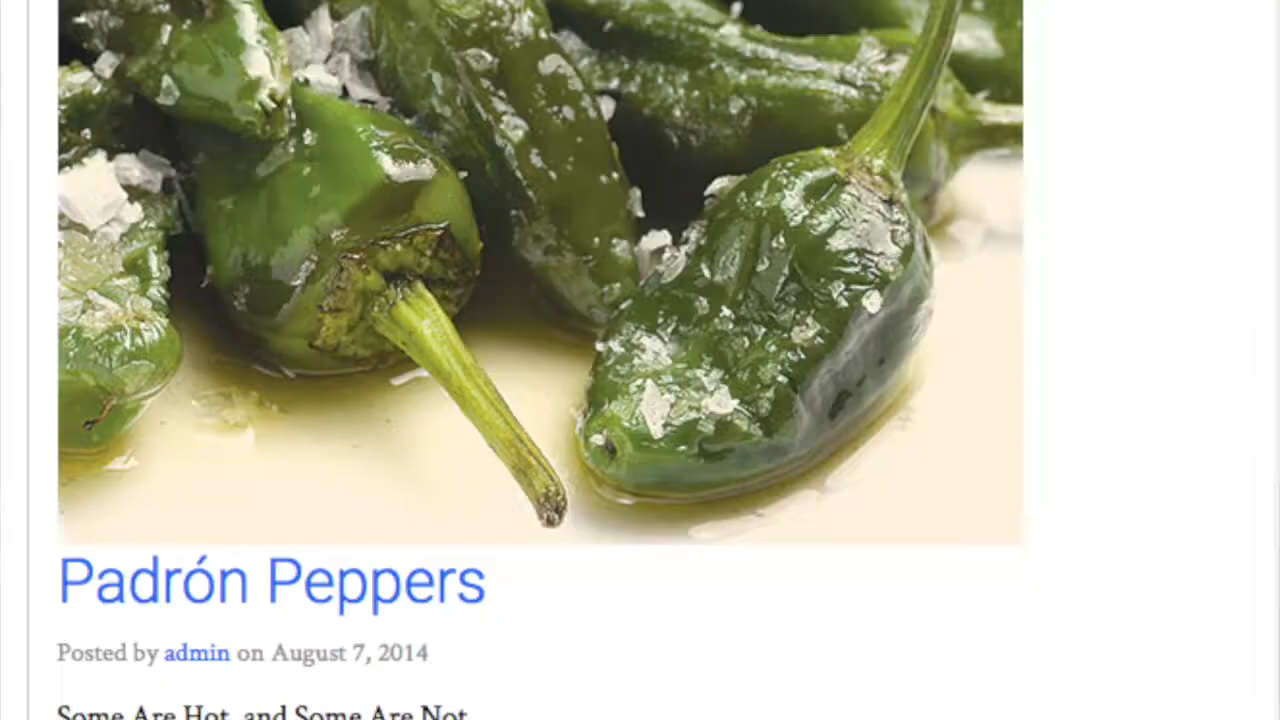 Padrón Peppers
Posted by admin on August 7, 2014
Some Are Hot, and Some Are Not